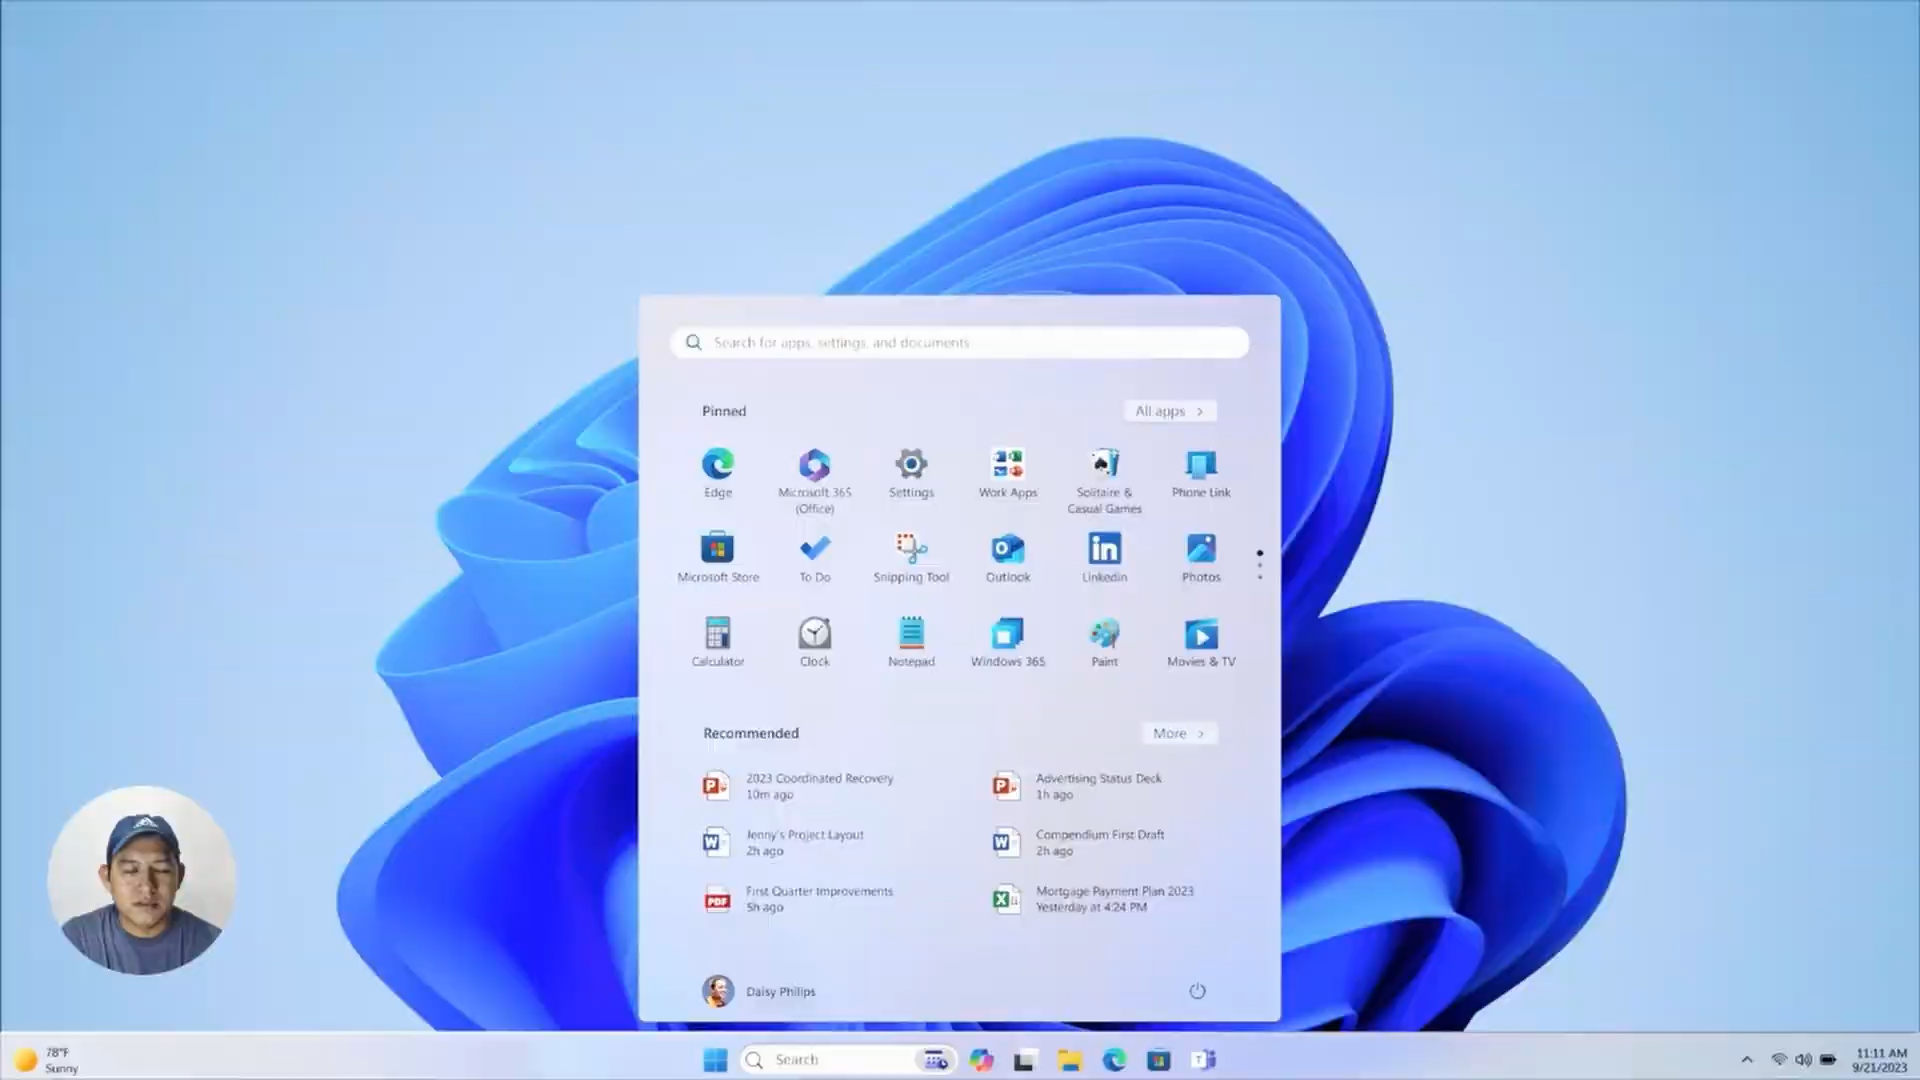 Search for apps, settings, and documents
Pinned
All apps
Edge
Microsoft 365
(Office)
Settings
Work Apps
Solitaire &
Casual Games
Phone Link
Microsoft Store
To Do
Snipping Tool
Outlook
LinkedIn
Photos
Calculator
Clock
Notepad
Windows 365
Paint
Movies & TV
Recommended
More
2023 Coordinated Recovery
10m ago
Advertising Status Deck
1h ago
Jenny's Project Layout
2h ago
Compendium First Draft
2h ago
First Quarter Improvements
5h ago
Mortgage Payment Plan 2023
Yesterday at 4:24 PM
Daisy Philips
78°F
Sunny
Search
11:11 AM
9/21/2023